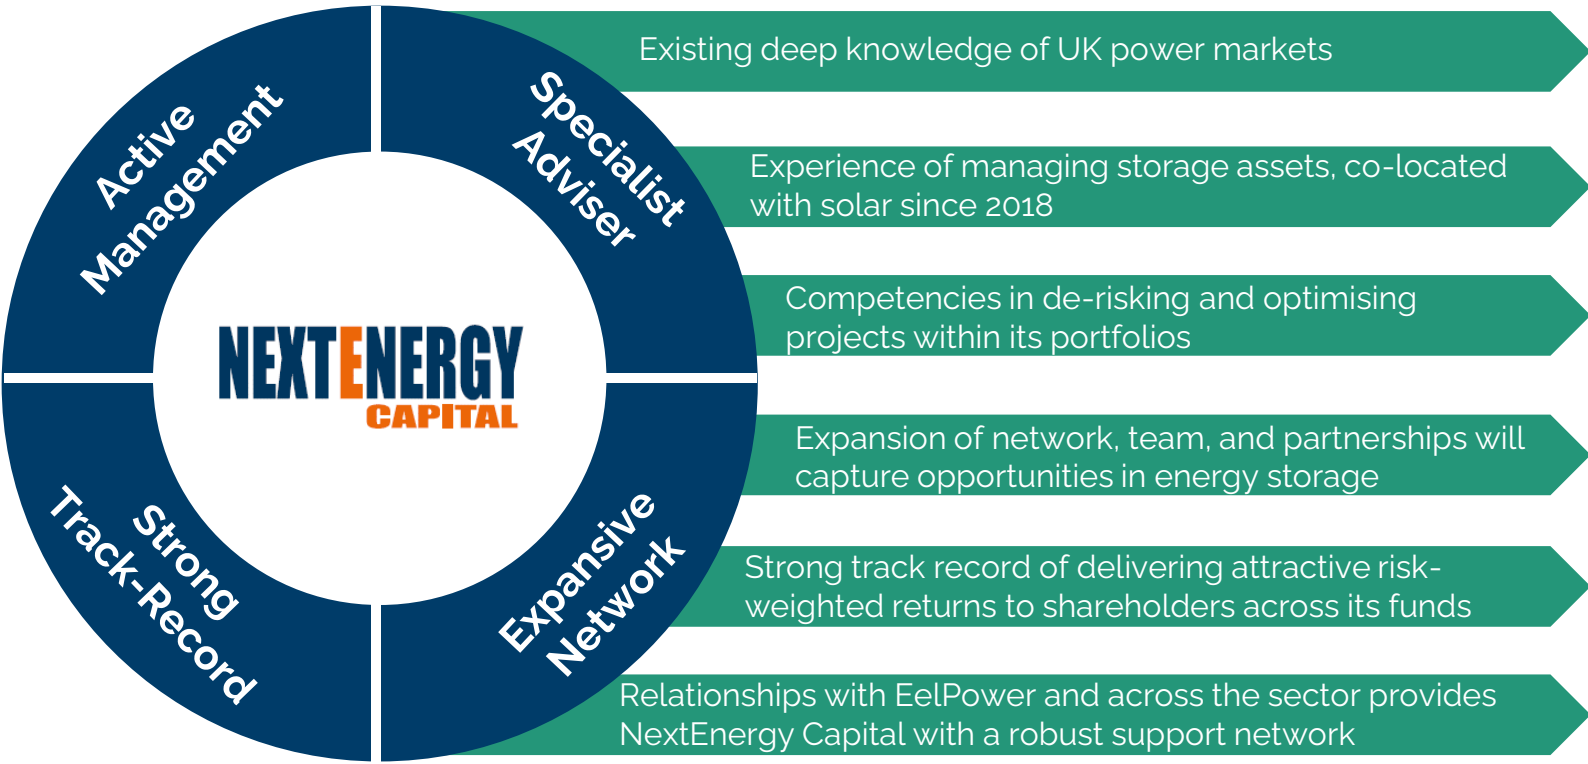 Active
Management
Specialist
Adviser
Strong
Track-Record
Expansive
Network
NEXTENERGY
CAPITAL
Existing deep knowledge of UK power markets
Experience of managing storage assets, co-located
with solar since 2018
Competencies in de-risking and optimising
projects within its portfolios
Expansion of network, team, and partnerships will
capture opportunities in energy storage
Strong track record of delivering attractive risk-
weighted returns to shareholders across its funds
Relationships with EelPower and across the sector provides
NextEnergy Capital with a robust support network